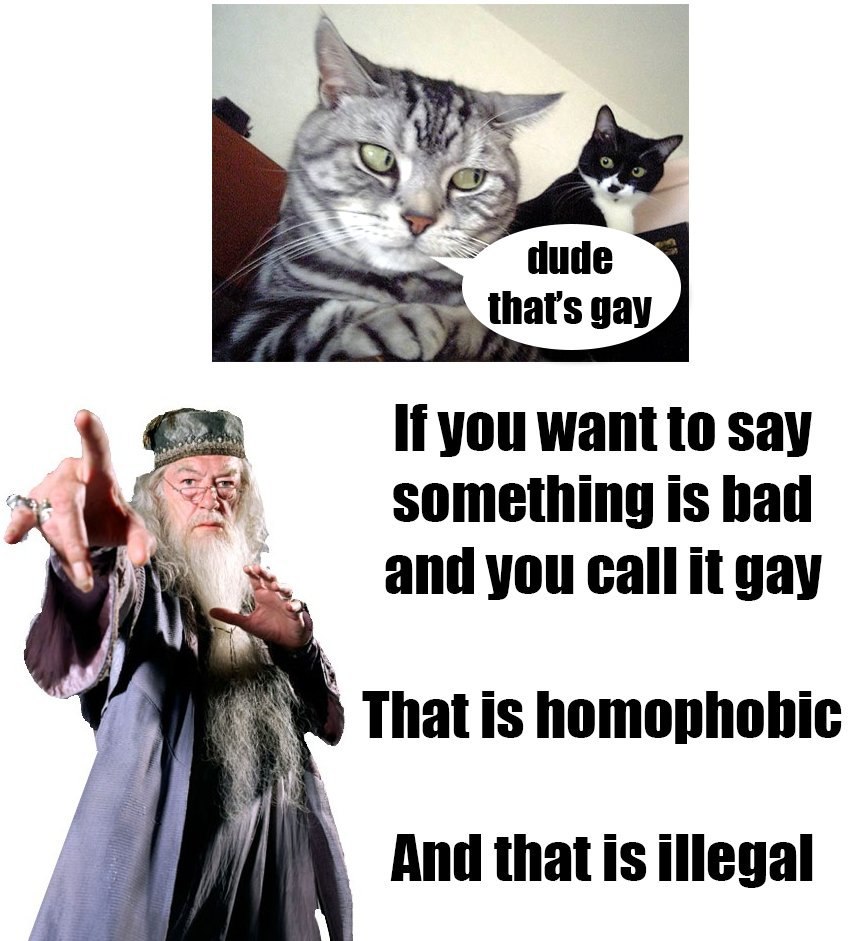 dude
that's gay
If you want to say
something is bad
and you call it gay
That is homophobic
And that is illegal